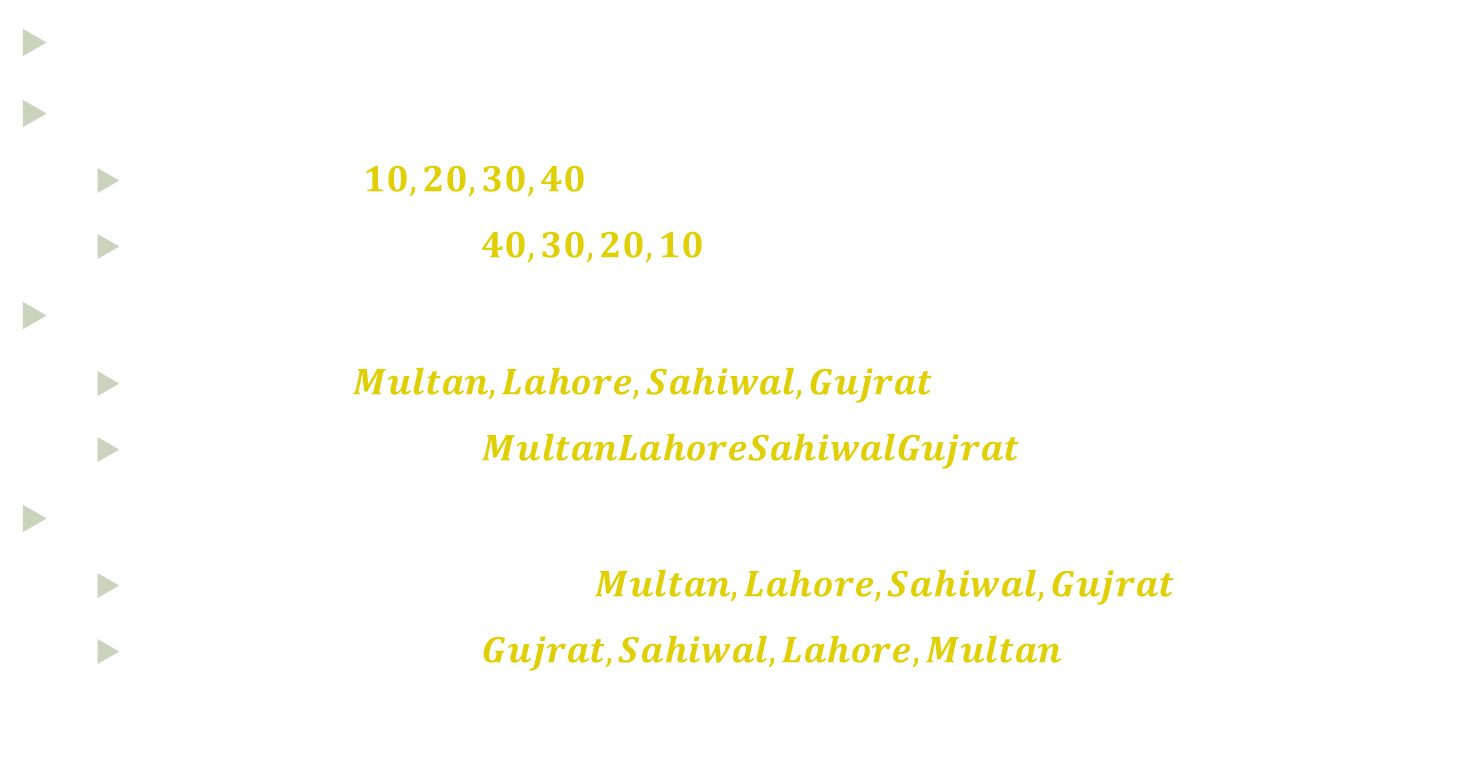 10, 20, 30, 40
40, 30, 20, 10
Multan, Lahore, Sahiwal, Gujrat
MultanLahoreSahiwalGujrat
Multan, Lahore, Sahiwal, Gujrat
Gujrat, Sahiwal, Lahore, Multan